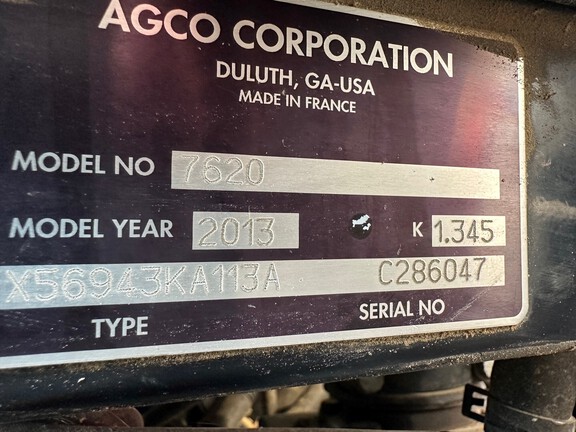 AGCO CORPORATION
DULUTH, GA-USA
MADE IN FRANCE
MODEL NO 7620
MODEL YEAR 2013 K 1.345
X56943KA113A C286047
TYPE SERIAL NO